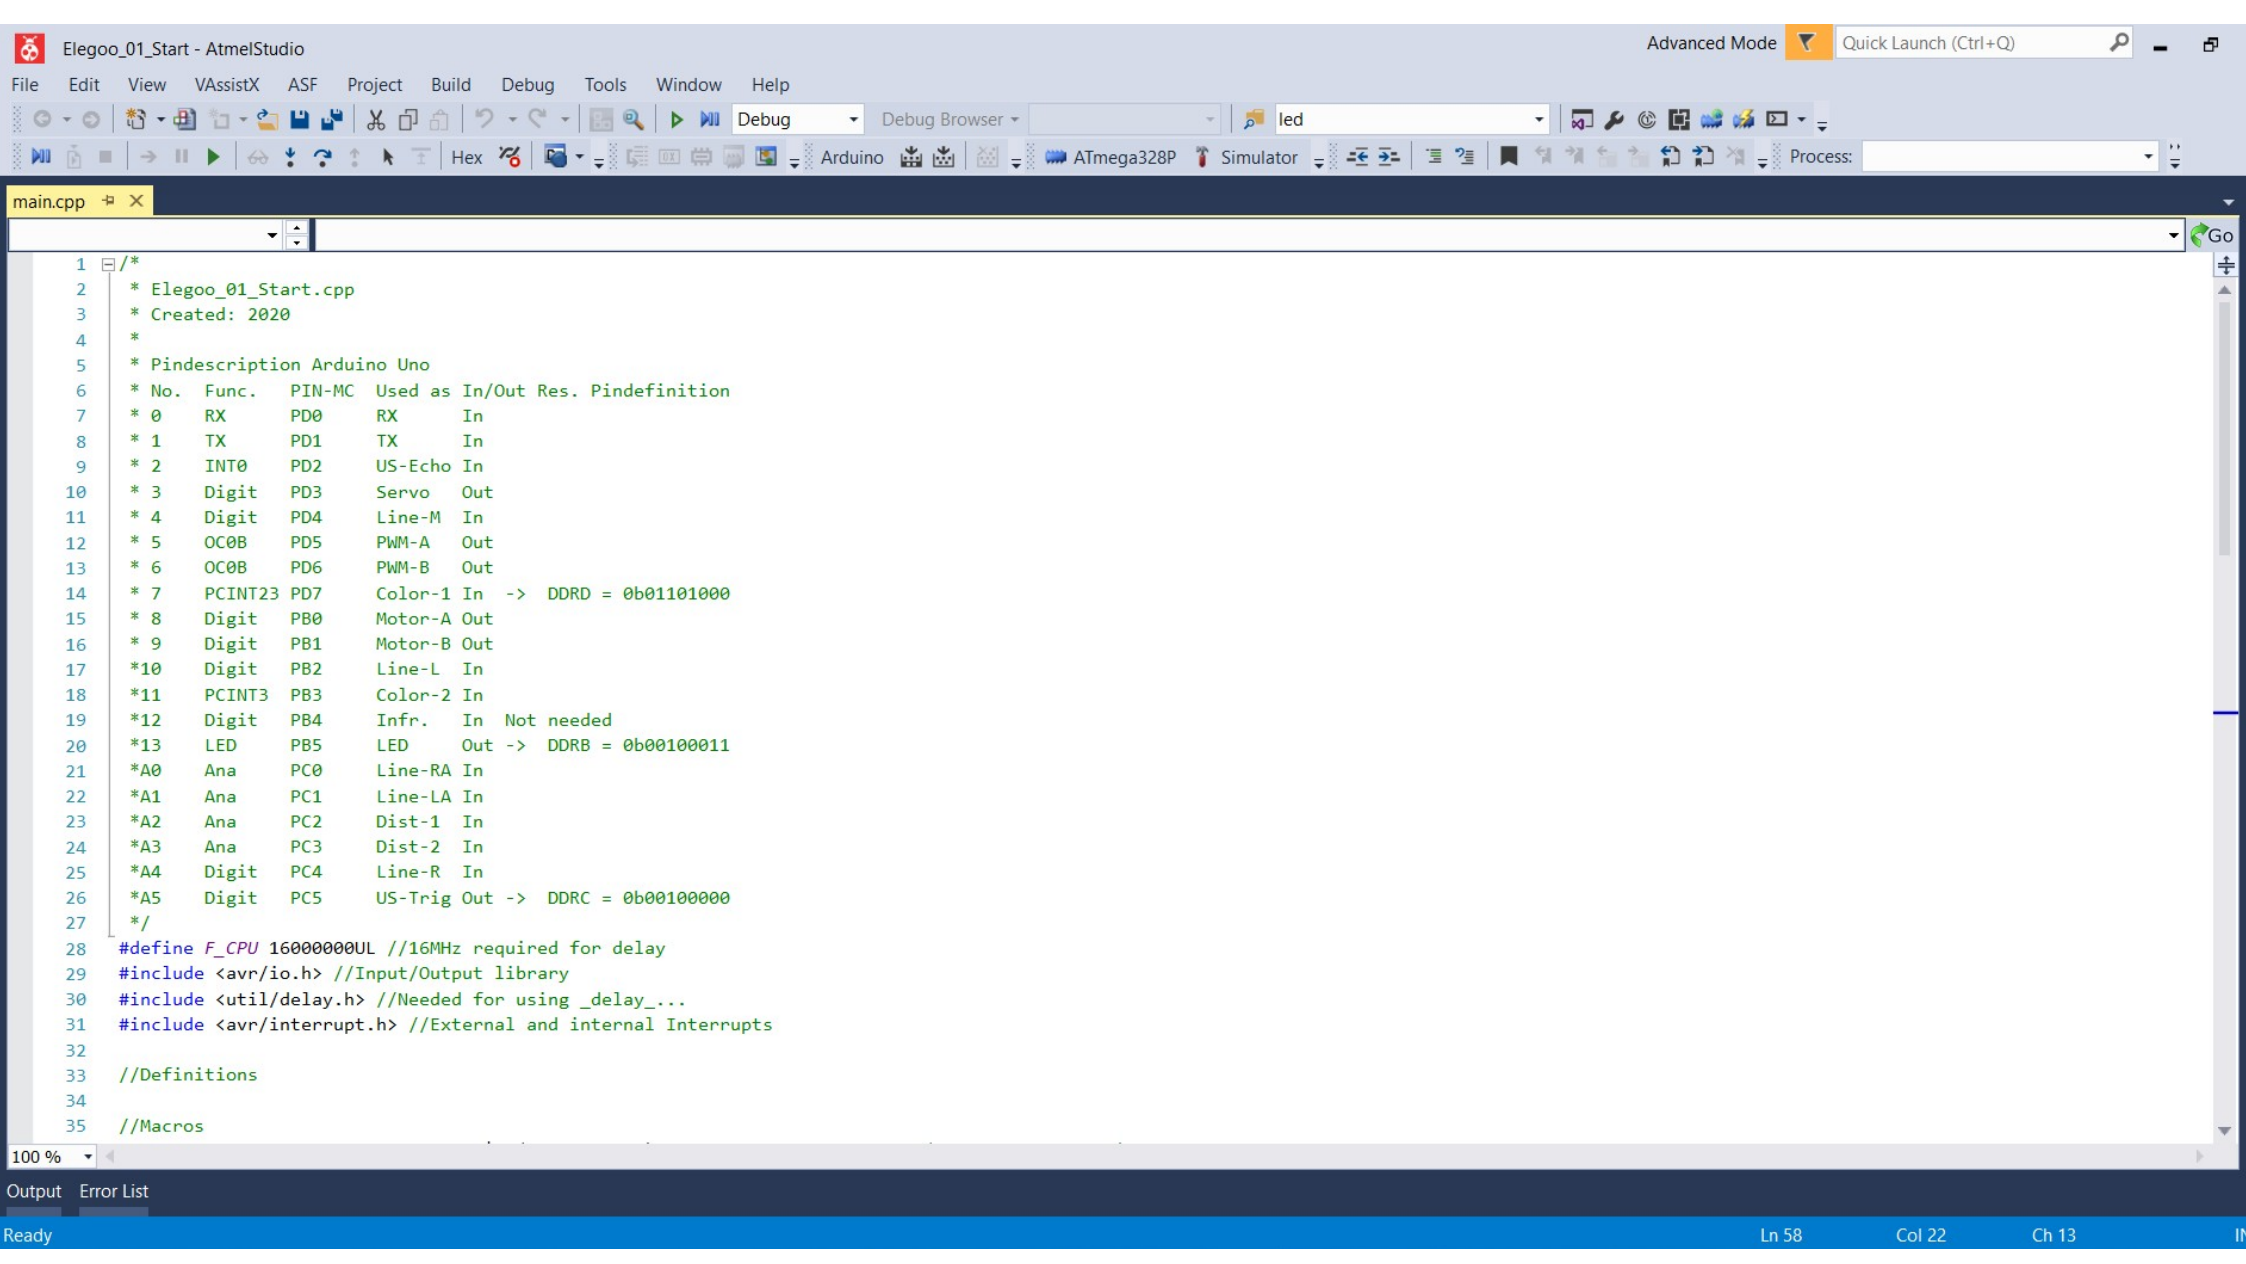 Elegoo_01_Start - AtmelStudio
Advanced Mode
Quick Launch (Ctrl+Q)
File Edit View VAssistX ASF Project Build Debug Tools Window Help
Debug Debug Browser led
Hex Arduino ATmega328P Simulator Process:
main.cpp
Go
1 /*
2 * Elegoo_01_Start.cpp
3 * Created: 2020
4 *
5 * Pindescription Arduino Uno
6 * No. Func. PIN-MC Used as In/Out Res. Pindefinition
7 * 0 RX PD0 RX In
8 * 1 TX PD1 TX In
9 * 2 INT0 PD2 US-Echo In
10 * 3 Digit PD3 Servo Out
11 * 4 Digit PD4 Line-M In
12 * 5 OC0B PD5 PWM-A Out
13 * 6 OC0B PD6 PWM-B Out
14 * 7 PCINT23 PD7 Color-1 In -> DDRD = 0b01101000
15 * 8 Digit PB0 Motor-A Out
16 * 9 Digit PB1 Motor-B Out
17 *10 Digit PB2 Line-L In
18 *11 PCINT3 PB3 Color-2 In
19 *12 Digit PB4 Infr. In Not needed
20 *13 LED PB5 LED Out -> DDRB = 0b00100011
21 *A0 Ana PC0 Line-RA In
22 *A1 Ana PC1 Line-LA In
23 *A2 Ana PC2 Dist-1 In
24 *A3 Ana PC3 Dist-2 In
25 *A4 Digit PC4 Line-R In
26 *A5 Digit PC5 US-Trig Out -> DDRC = 0b00100000
27 */
28 #define F_CPU 16000000UL //16MHz required for delay
29 #include <avr/io.h> //Input/Output library
30 #include <util/delay.h> //Needed for using _delay_...
31 #include <avr/interrupt.h> //External and internal Interrupts
32
33 //Definitions
34
35 //Macros
100 %
Output Error List
Ready Ln 58 Col 22 Ch 13